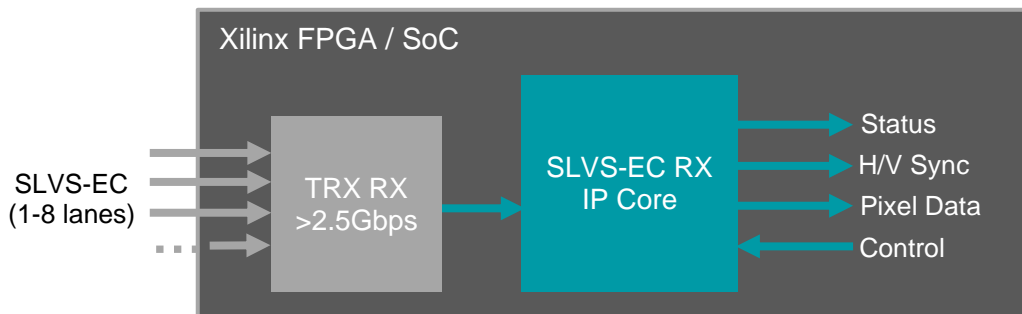 Xilinx FPGA / SoC
SLVS-EC
(1-8 lanes)
TRX RX
>2.5Gbps
SLVS-EC RX
IP Core
Status
H/V Sync
Pixel Data
Control